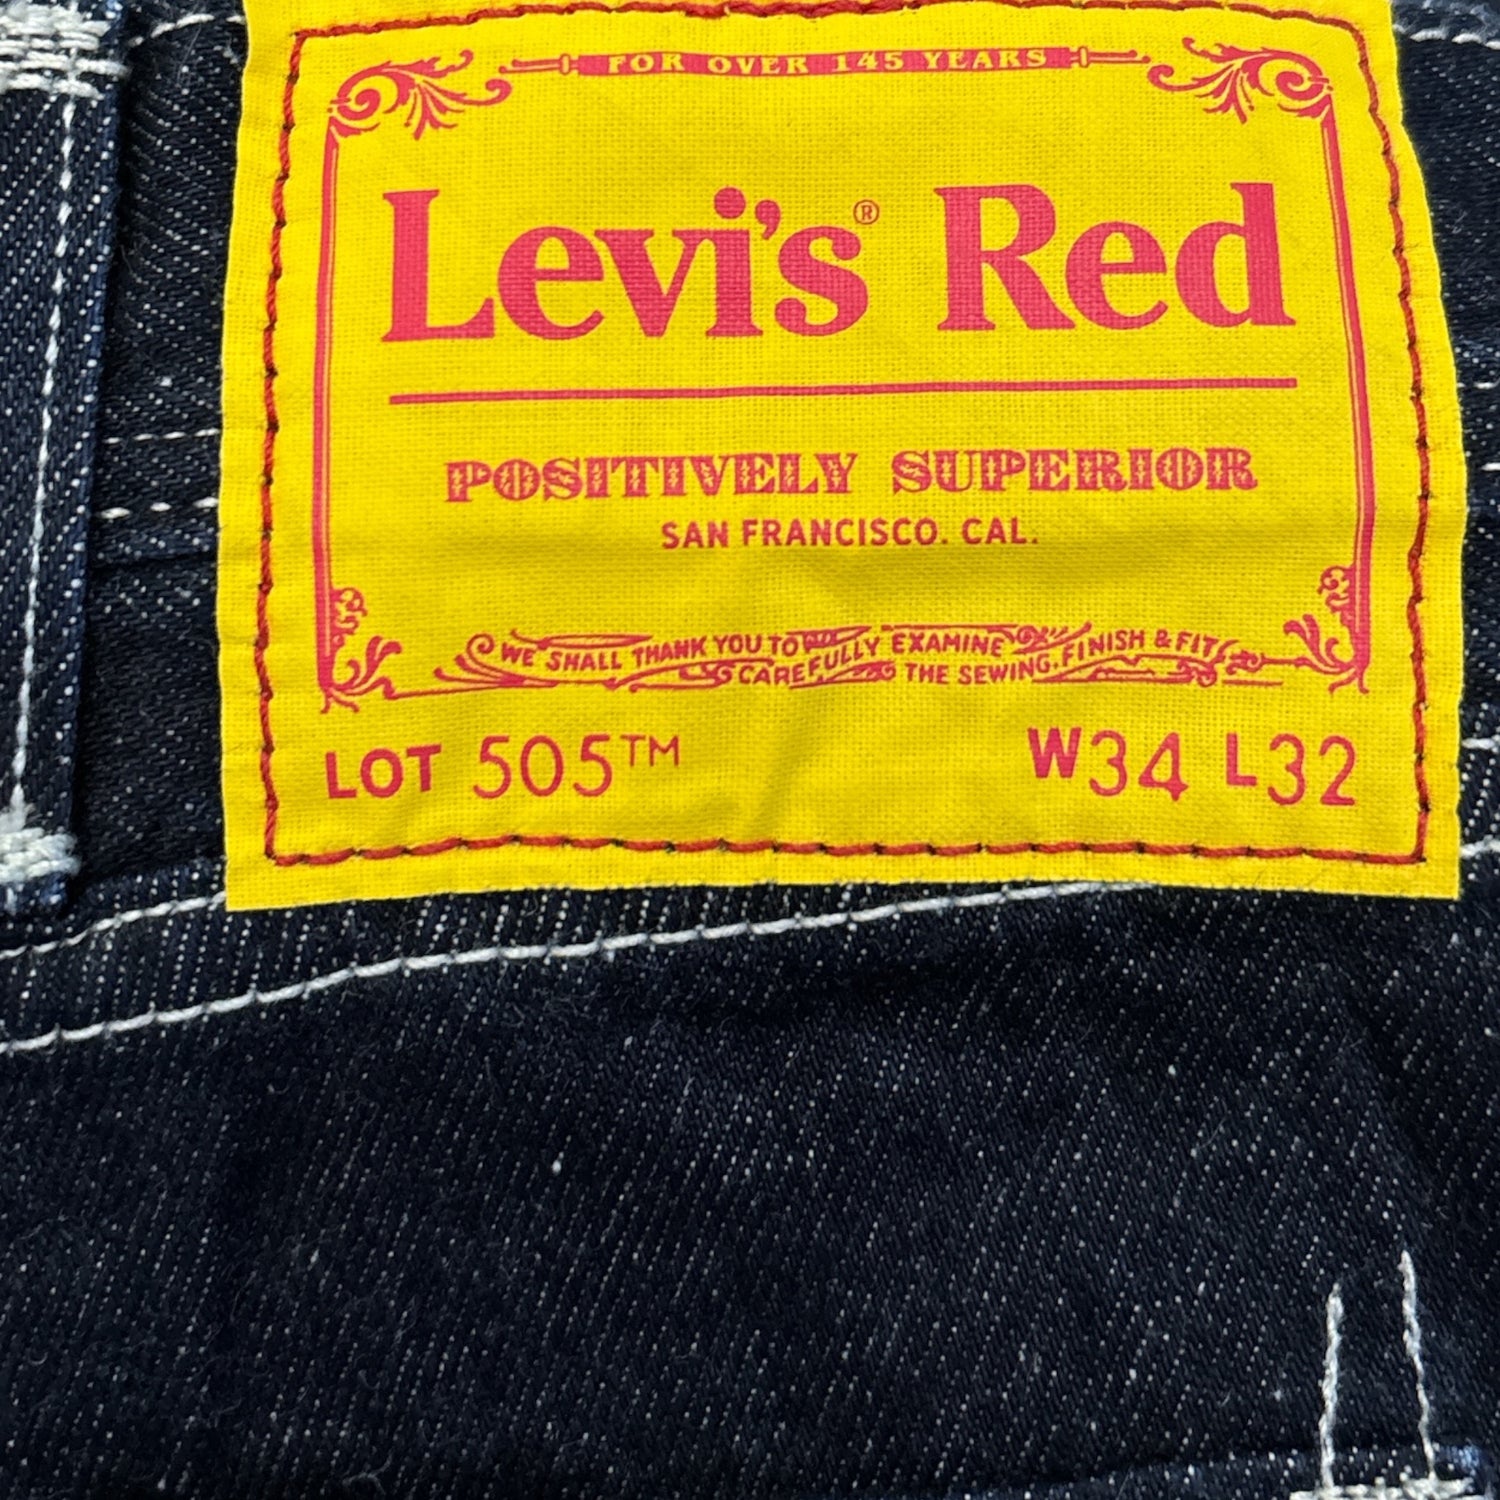 FOR OVER 145 YEARS
Levi's® Red
POSITIVELY SUPERIOR
SAN FRANCISCO. CAL.
WE SHALL THANK YOU TO CAREFULLY EXAMINE THE SEWING, FINISH & FIT
LOT 505™ W34 L32